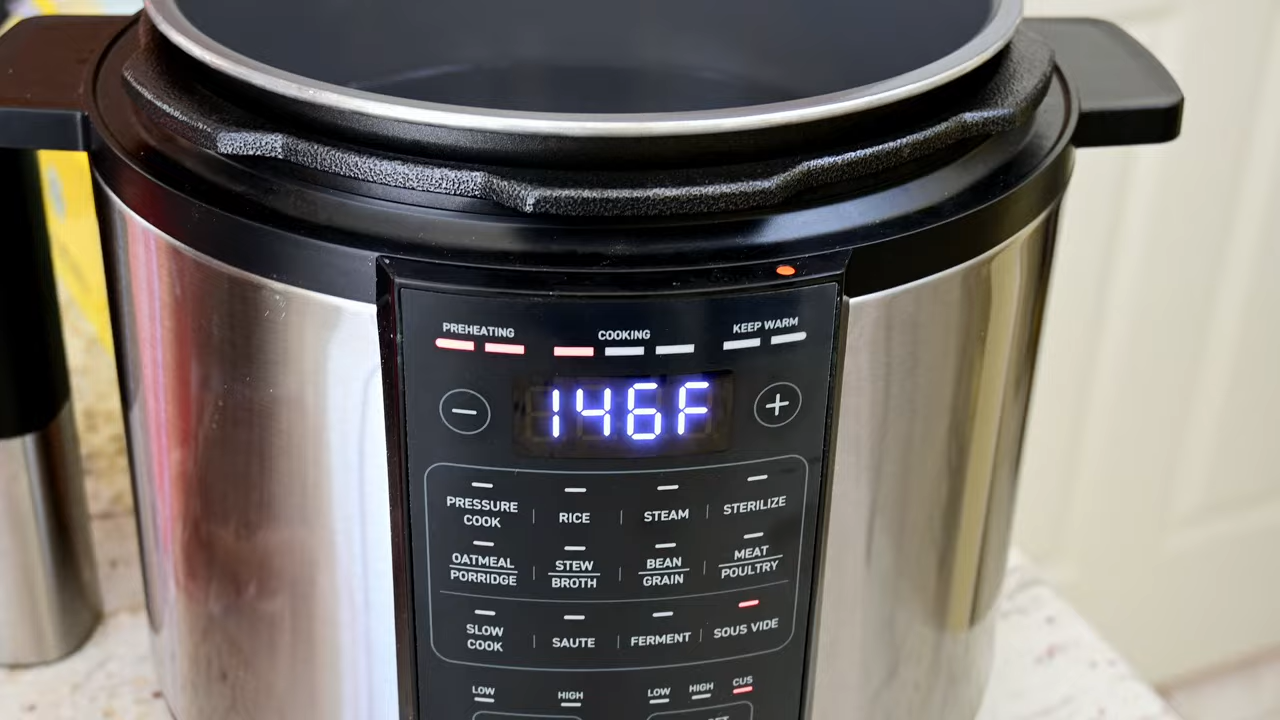 PREHEATING COOKING KEEP WARM
146F
PRESSURE COOK RICE STEAM STERILIZE
OATMEAL PORRIDGE STEW BROTH BEAN GRAIN MEAT POULTRY
SLOW COOK SAUTE FERMENT SOUS VIDE
LOW HIGH LOW HIGH CUS